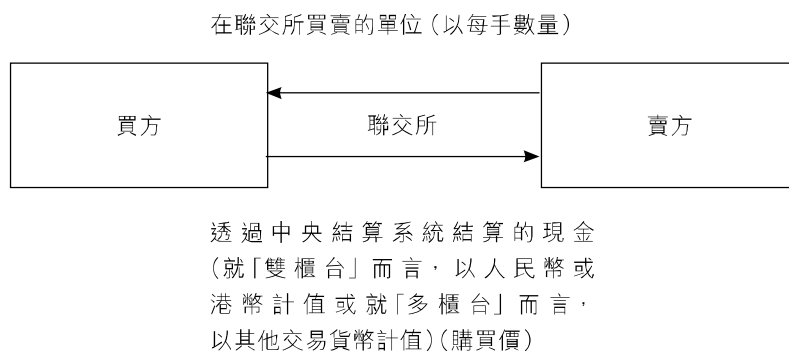 在聯交所買賣的單位（以每手數量）
買方
聯交所
賣方
透過中央結算系統結算的現金
（就「雙櫃台」而言，以人民幣或
港幣計值或就「多櫃台」而言，
以其他交易貨幣計值）（購買價）